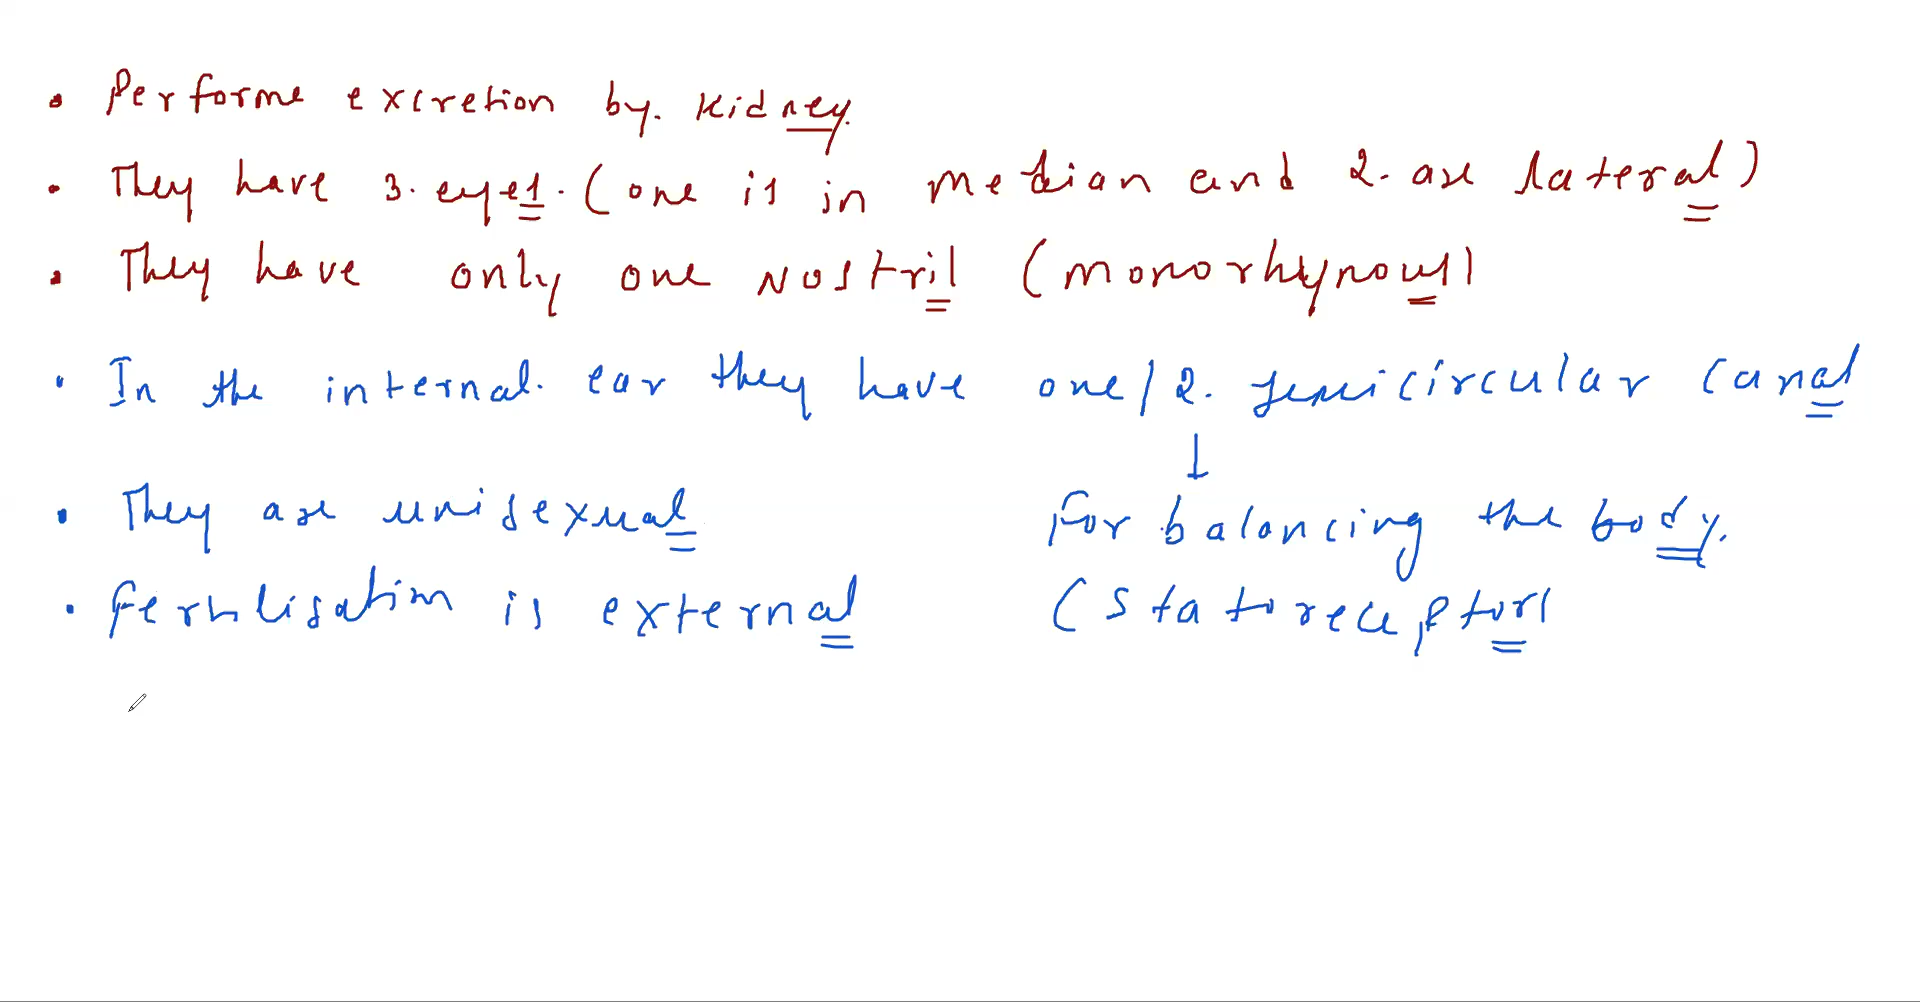 • Performe excretion by. Kidney.
• They have 3. eyes. (one is in median and 2. are lateral)
• They have only one Nostril (monorhynous)
• In the internal. ear they have one/2. semicircular canal
↓
• They are unisexual
For balancing the body.
• Fertilisation is external
(Statoreceptor)